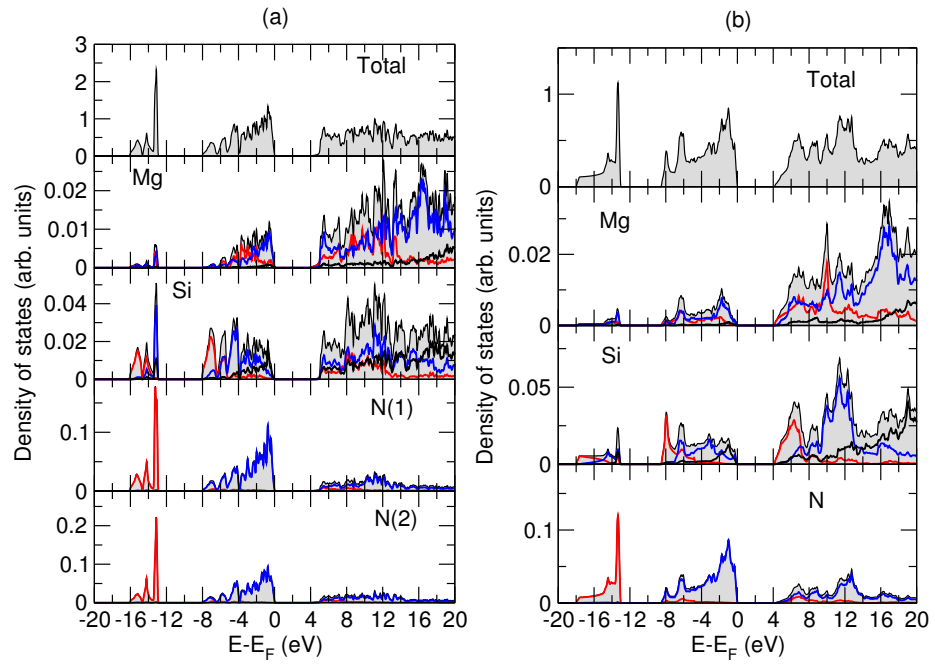 (a)
Density of states (arb. units)
3
2
1
0
Total
0.02
0.01
0
Mg
0.04
0.02
0
Si
0.1
0
N(1)
0.2
0.1
0
N(2)
-20 -16 -12 -8 -4 0 4 8 12 16 20
E-E_F (eV)
(b)
Density of states (arb. units)
1
0
Total
0.02
0
Mg
0.05
0
Si
0.1
0
N
-20 -16 -12 -8 -4 0 4 8 12 16 20
E-E_F (eV)